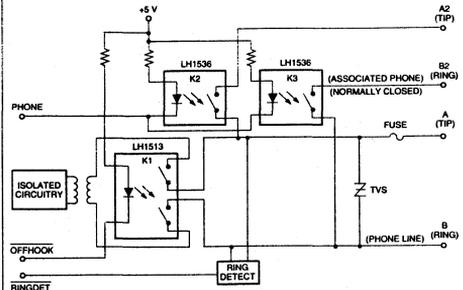 +5 V
A2
(TIP)
LH1536
LH1536
K2
K3
B2
(RING)
(ASSOCIATED PHONE)
(NORMALLY CLOSED)
PHONE
A
(TIP)
FUSE
LH1513
K1
ISOLATED
CIRCUITRY
TVS
OFFHOOK
(PHONE LINE)
B
(RING)
RING
DETECT
RINGDET